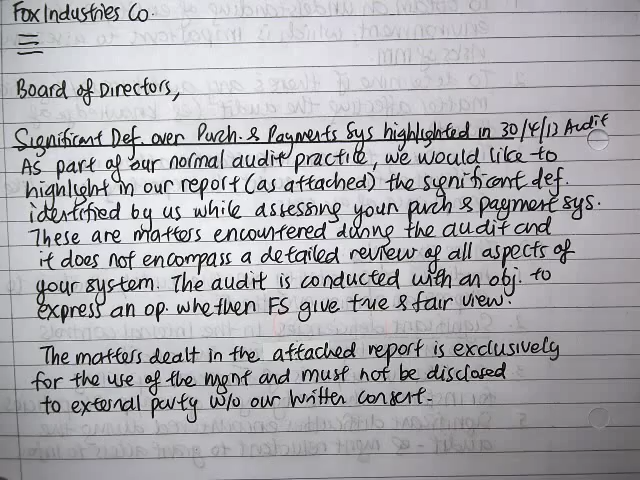 Fox Industries Co.
Board of Directors,
Significant Def. over Purch. & Payments Sys highlighted in 30/4/13 Audit
As part of our normal audit practice, we would like to
highlight in our report (as attached) the significant def.
identified by us while assessing your purch & payment sys.
These are matters encountered during the audit and
it does not encompass a detailed review of all aspects of
your system. The audit is conducted with an obj. to
express an op. whether FS give true & fair view.
The matters dealt in the attached report is exclusively
for the use of the mgnt and must not be disclosed
to external party w/o our written consent.